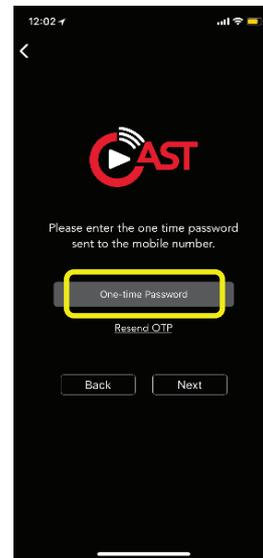 12:02
CAST
Please enter the one time password
sent to the mobile number.
One-time Password
Resend OTP
Back Next